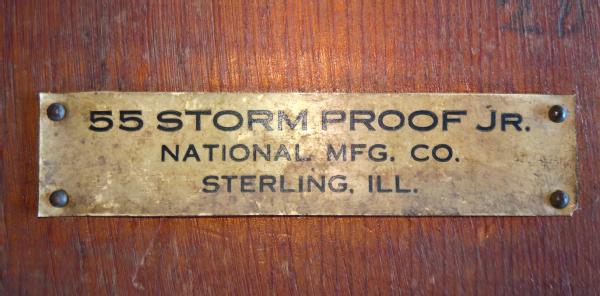 55 STORM PROOF JR.
NATIONAL MFG. CO.
STERLING, ILL.